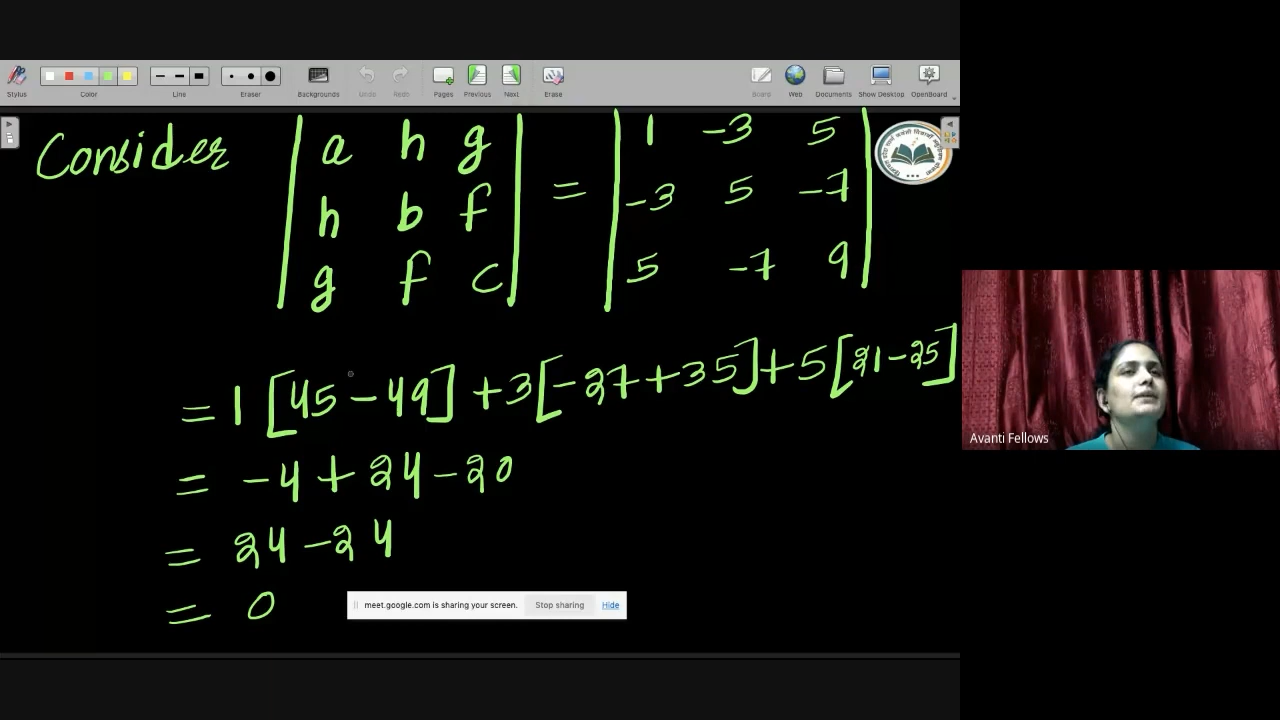 Stylus Color Line Eraser Backgrounds Undo Redo Pages Previous Next Erase Board Web Documents Show Desktop OpenBoard
Consider | a h g | = | 1 -3 5 |
| h b f | | -3 5 -7 |
| g f c | | 5 -7 9 |
= 1 [45 - 49] + 3[-27 + 35] + 5[21 - 25]
= -4 + 24 - 20
= 24 - 24
= 0
meet.google.com is sharing your screen. Stop sharing Hide
Avanti Fellows